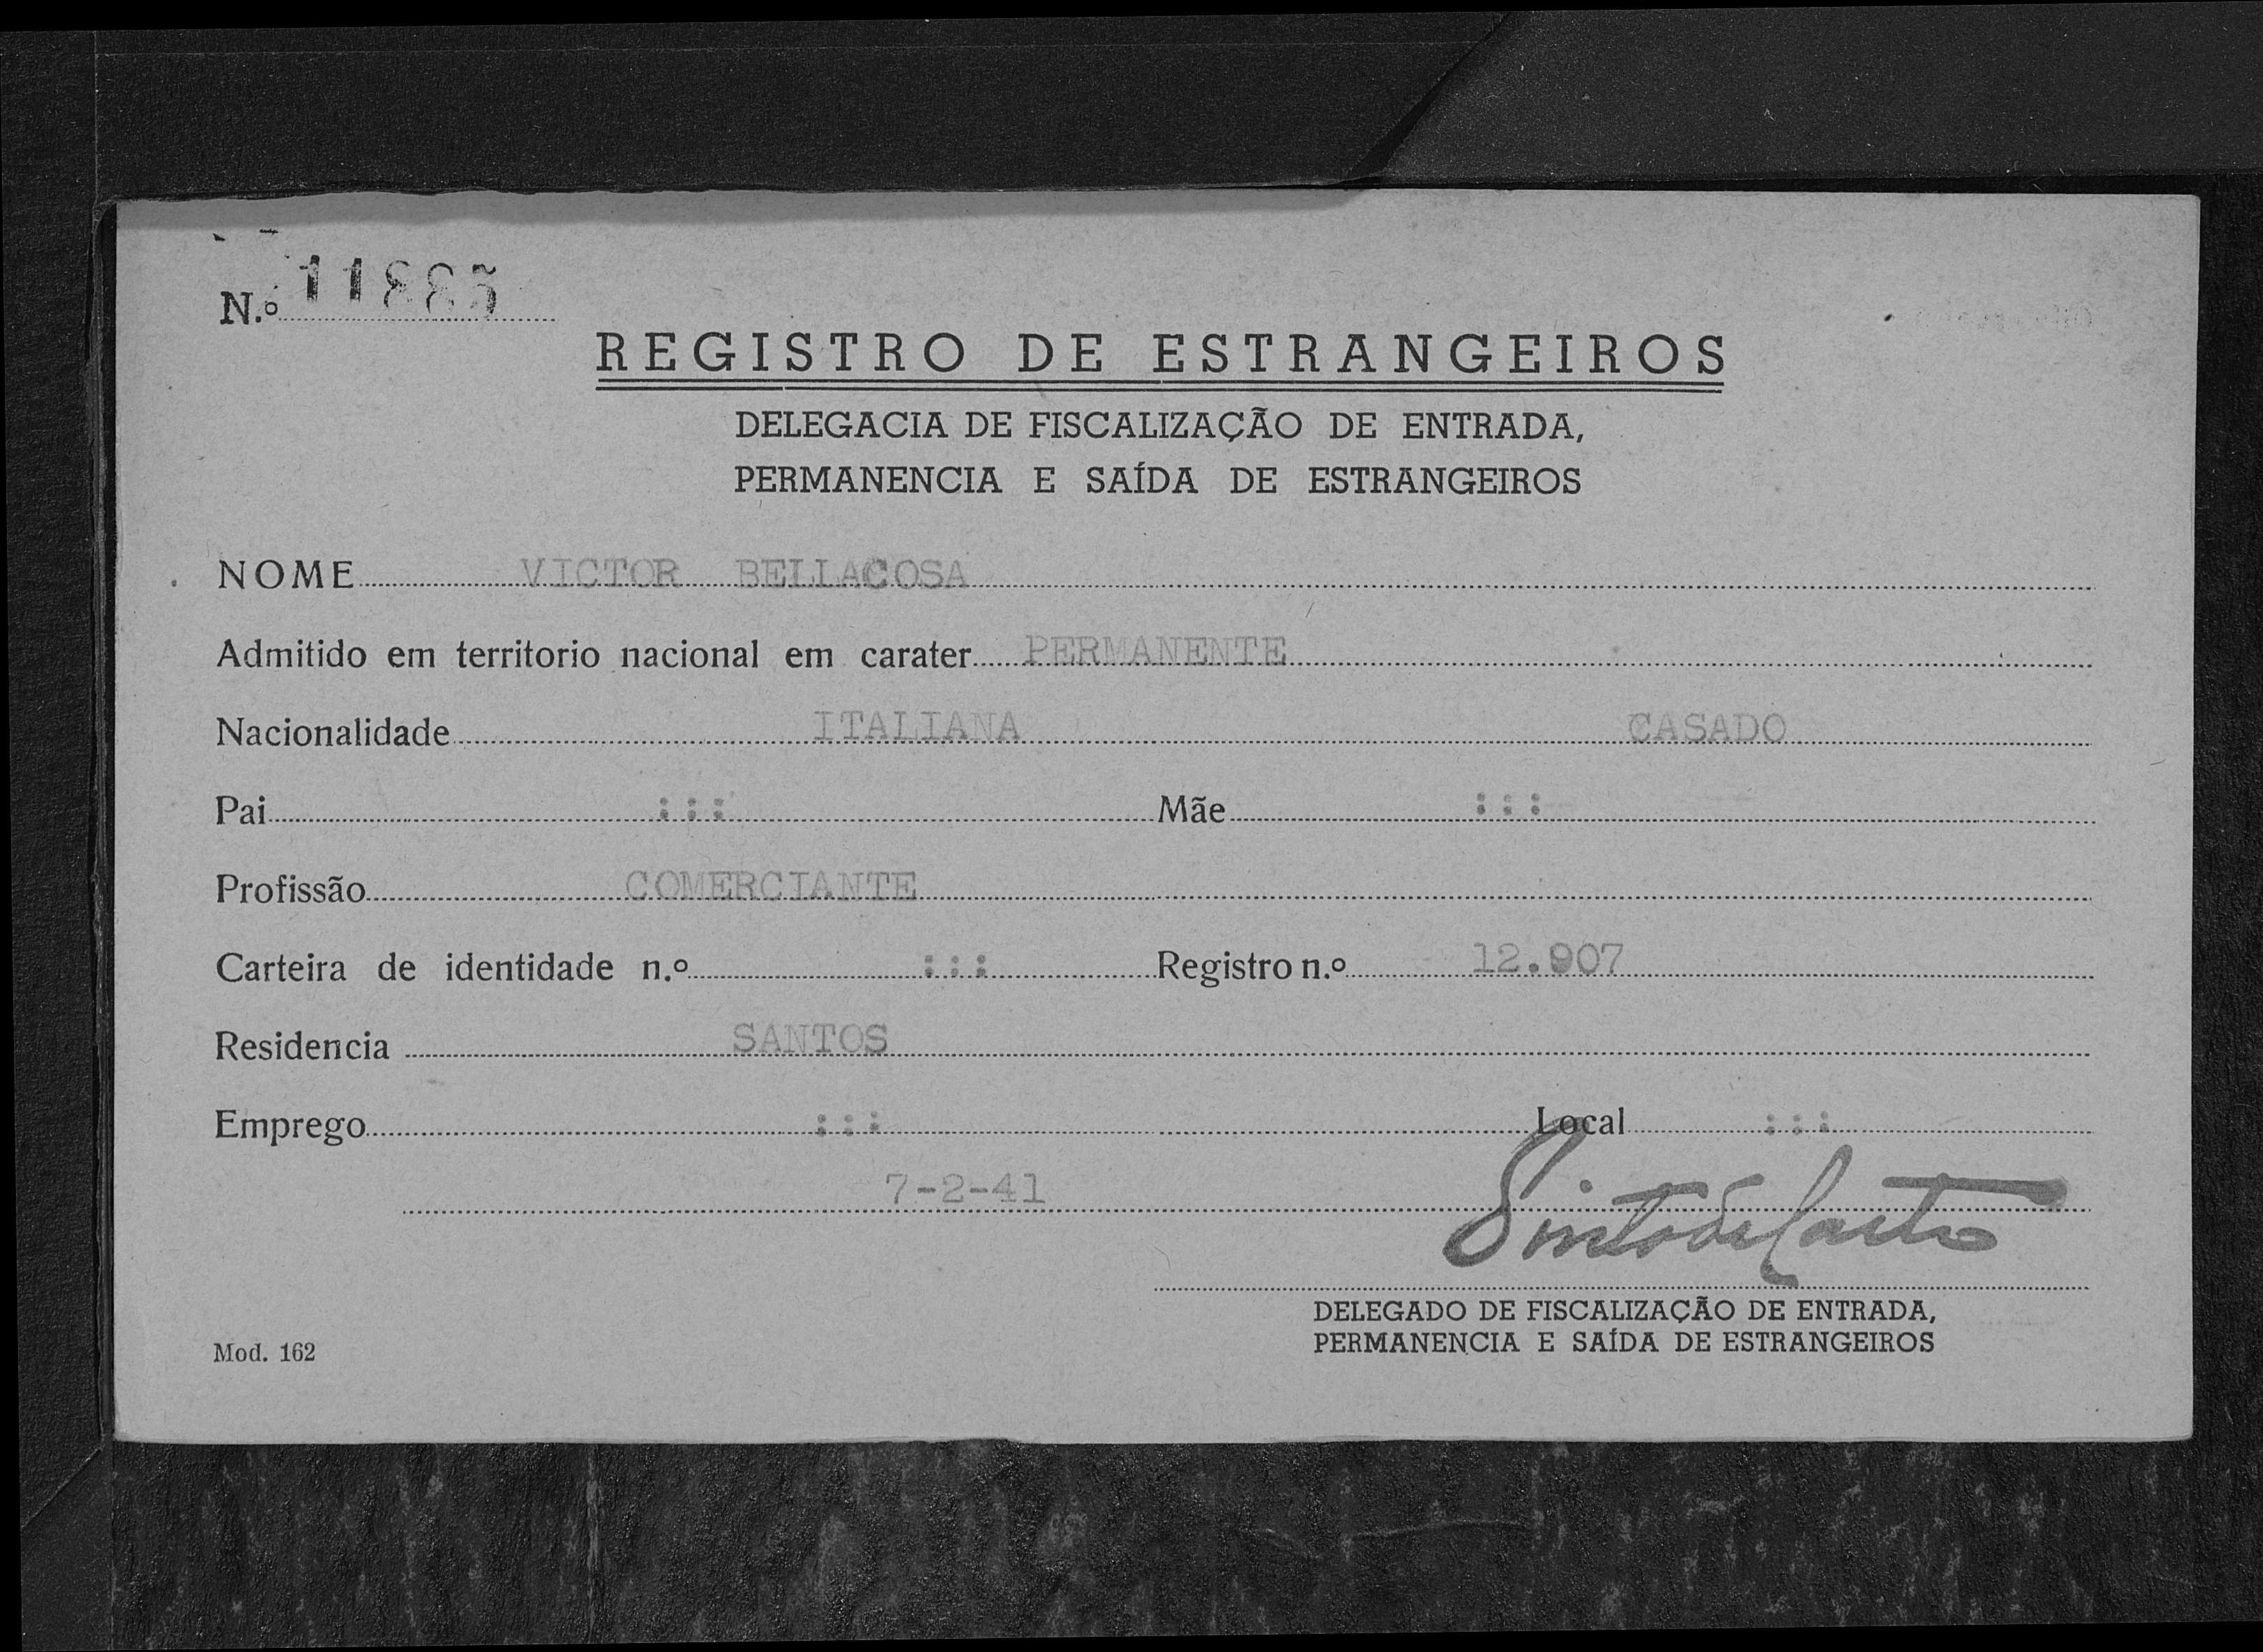 N.º 11885
REGISTRO DE ESTRANGEIROS
DELEGACIA DE FISCALIZAÇÃO DE ENTRADA,
PERMANENCIA E SAÍDA DE ESTRANGEIROS
NOME VICTOR BELLACOSA
Admitido em territorio nacional em carater PERMANENTE
Nacionalidade ITALIANA CASADO
Pai ::: Mãe :::
Profissão COMERCIANTE
Carteira de identidade n.º ::: Registro n.º 12.907
Residencia SANTOS
Emprego ::: Local :::
7-2-41
Pinto de Castro
DELEGADO DE FISCALIZAÇÃO DE ENTRADA,
PERMANENCIA E SAÍDA DE ESTRANGEIROS
Mod. 162